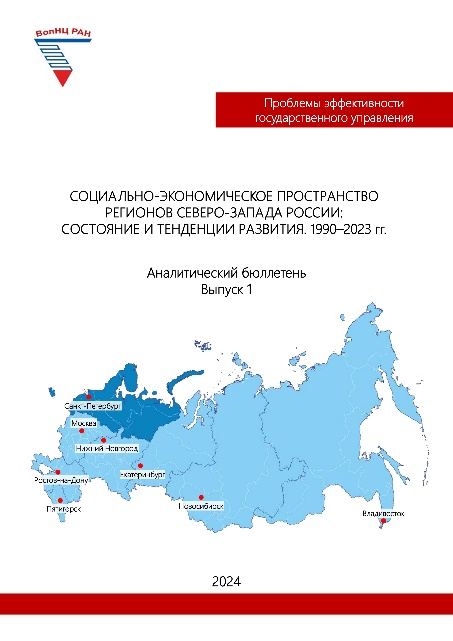 ВолНЦ РАН
Проблемы эффективности
государственного управления
СОЦИАЛЬНО-ЭКОНОМИЧЕСКОЕ ПРОСТРАНСТВО
РЕГИОНОВ СЕВЕРО-ЗАПАДА РОССИИ:
СОСТОЯНИЕ И ТЕНДЕНЦИИ РАЗВИТИЯ. 1990–2023 гг.
Аналитический бюллетень
Выпуск 1
Санкт-Петербург
Москва
Нижний Новгород
Ростов-на-Дону
Екатеринбург
Пятигорск
Новосибирск
Владивосток
2024